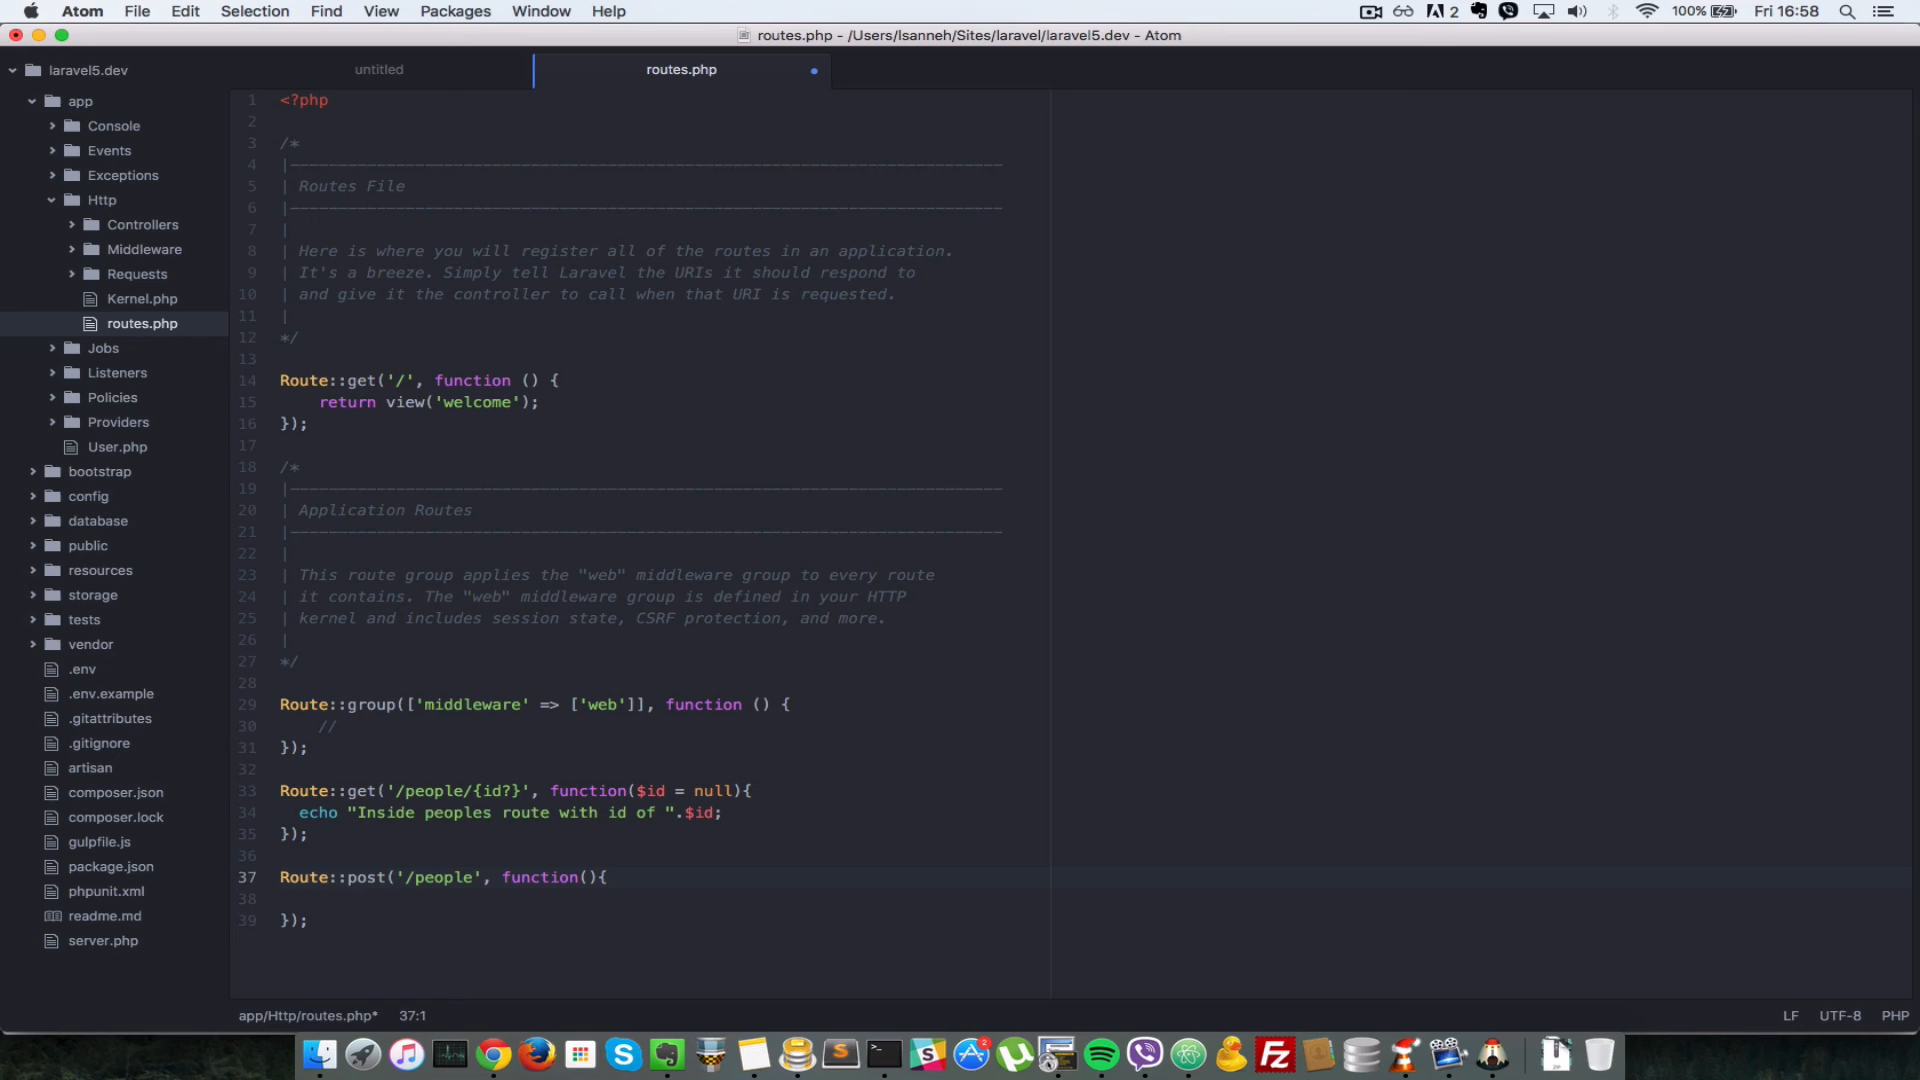 Atom File Edit Selection Find View Packages Window Help 2 100% Fri 16:58
routes.php - /Users/lsanneh/Sites/laravel/laravel5.dev - Atom
laravel5.dev
app
Console
Events
Exceptions
Http
Controllers
Middleware
Requests
Kernel.php
routes.php
Jobs
Listeners
Policies
Providers
User.php
bootstrap
config
database
public
resources
storage
tests
vendor
.env
.env.example
.gitattributes
.gitignore
artisan
composer.json
composer.lock
gulpfile.js
package.json
phpunit.xml
readme.md
server.php
untitled routes.php
1 <?php
2
3 /*
4 |--------------------------------------------------------------------------
5 | Routes File
6 |--------------------------------------------------------------------------
7 |
8 | Here is where you will register all of the routes in an application.
9 | It's a breeze. Simply tell Laravel the URIs it should respond to
10 | and give it the controller to call when that URI is requested.
11 |
12 */
13
14 Route::get('/', function () {
15 return view('welcome');
16 });
17
18 /*
19 |--------------------------------------------------------------------------
20 | Application Routes
21 |--------------------------------------------------------------------------
22 |
23 | This route group applies the "web" middleware group to every route
24 | it contains. The "web" middleware group is defined in your HTTP
25 | kernel and includes session state, CSRF protection, and more.
26 |
27 */
28
29 Route::group(['middleware' => ['web']], function () {
30 //
31 });
32
33 Route::get('/people/{id?}', function($id = null){
34 echo "Inside peoples route with id of ".$id;
35 });
36
37 Route::post('/people', function(){
38
39 });
app/Http/routes.php* 37:1 LF UTF-8 PHP